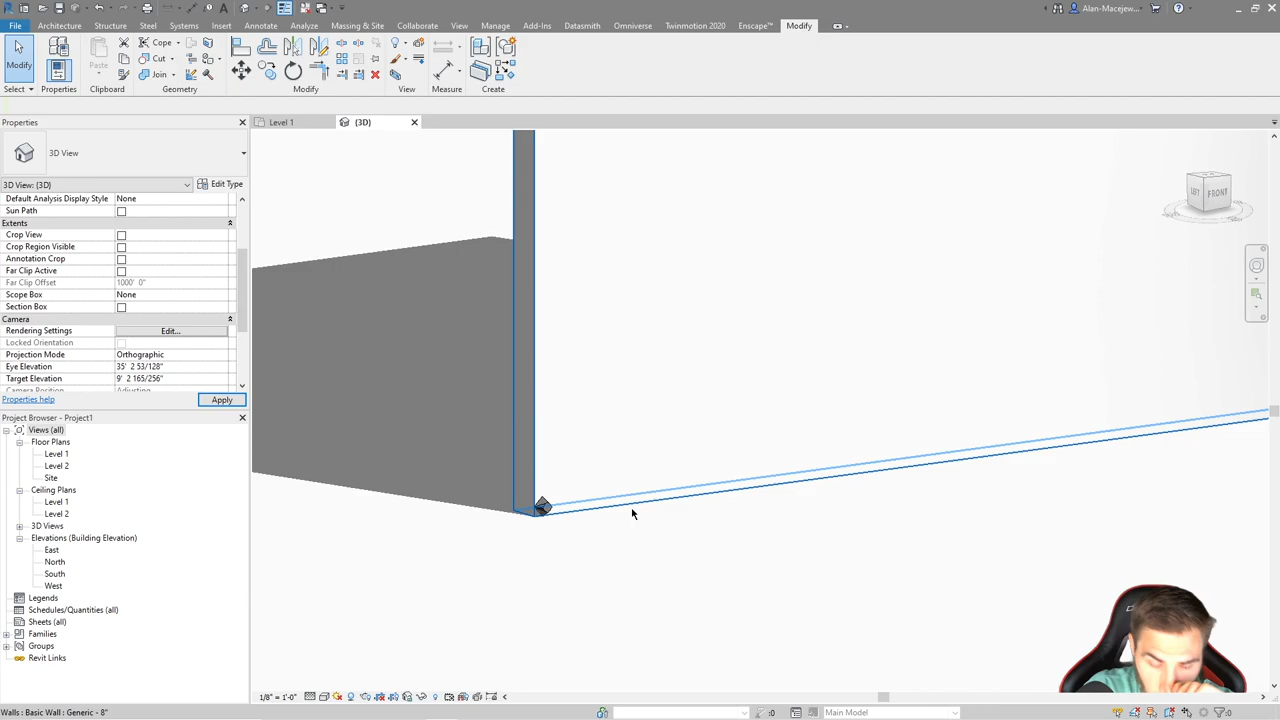 Alan-Macejew...
File Architecture Structure Steel Systems Insert Annotate Analyze Massing & Site Collaborate View Manage Add-Ins Datasmith Omniverse Twinmotion 2020 Enscape™ Modify
Modify Properties Paste Cope Cut Join
Select Properties Clipboard Geometry Modify View Measure Create
Properties
Level 1 (3D)
3D View
3D View: {3D} Edit Type
Default Analysis Display Style None
Sun Path
Extents
Crop View
Crop Region Visible
Annotation Crop
Far Clip Active
Far Clip Offset 1000' 0"
Scope Box None
Section Box
Camera
Rendering Settings Edit...
Locked Orientation
Projection Mode Orthographic
Eye Elevation 35' 2 53/128"
Target Elevation 9' 2 165/256"
Camera Position Adjusting
Properties help Apply
Project Browser - Project1
Views (all)
Floor Plans
Level 1
Level 2
Site
Ceiling Plans
Level 1
Level 2
3D Views
Elevations (Building Elevation)
East
North
South
West
Legends
Schedules/Quantities (all)
Sheets (all)
Families
Groups
Revit Links
LEFT FRONT
1/8" = 1'-0"
Walls : Basic Wall : Generic - 8"
:0 Main Model :0